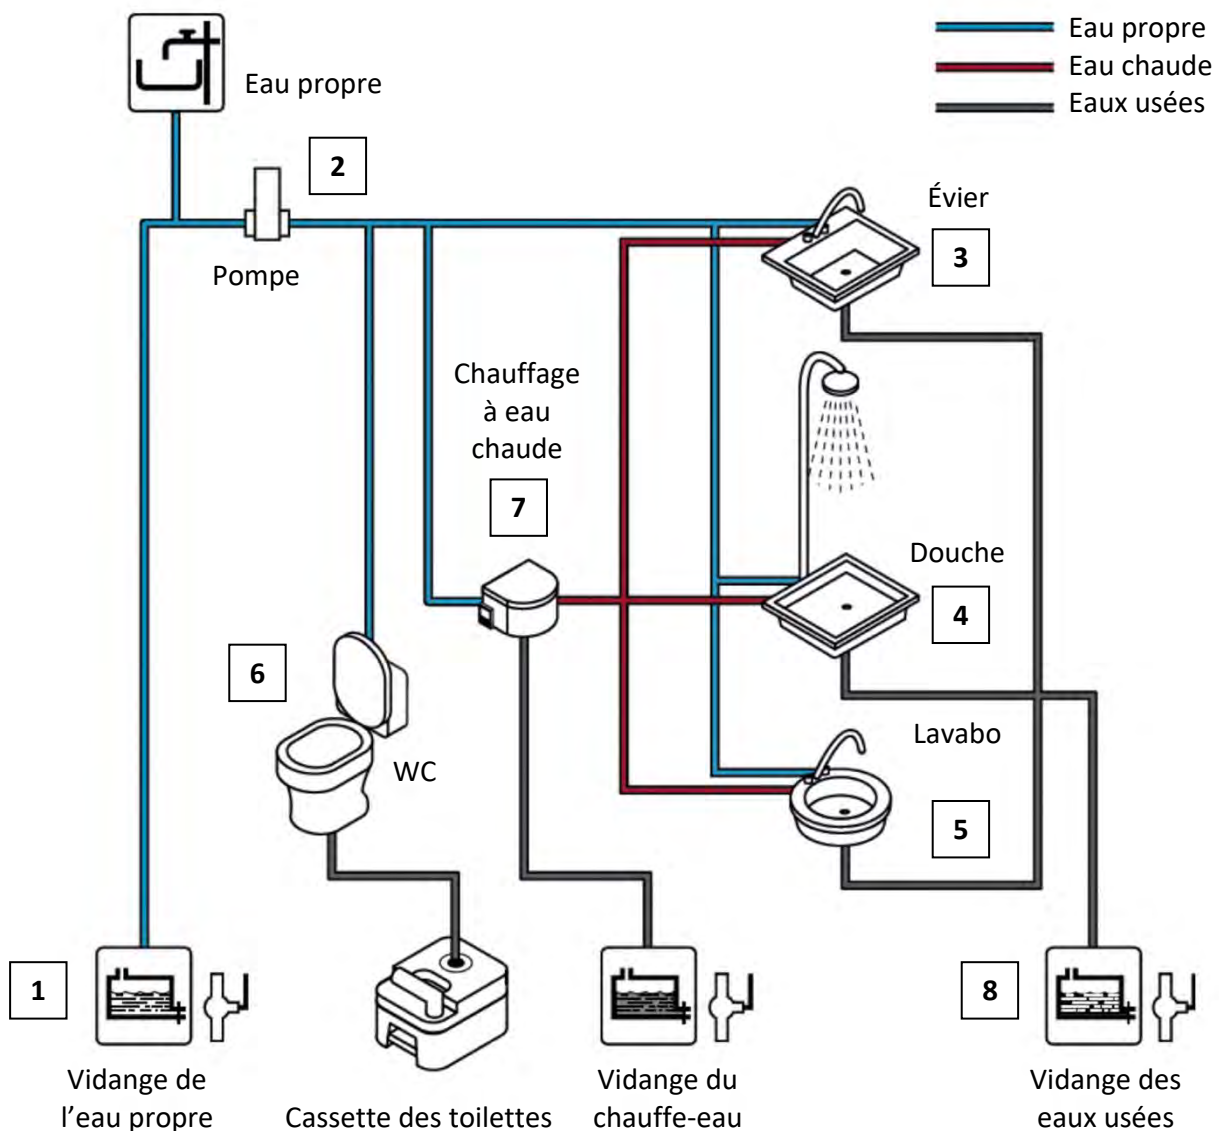 Eau propre
Eau chaude
Eaux usées
Eau propre
2
Pompe
Évier
3
Chauffage
à eau
chaude
7
Douche
4
6
WC
Lavabo
5
1
8
Vidange de
l’eau propre
Cassette des toilettes
Vidange du
chauffe-eau
Vidange des
eaux usées